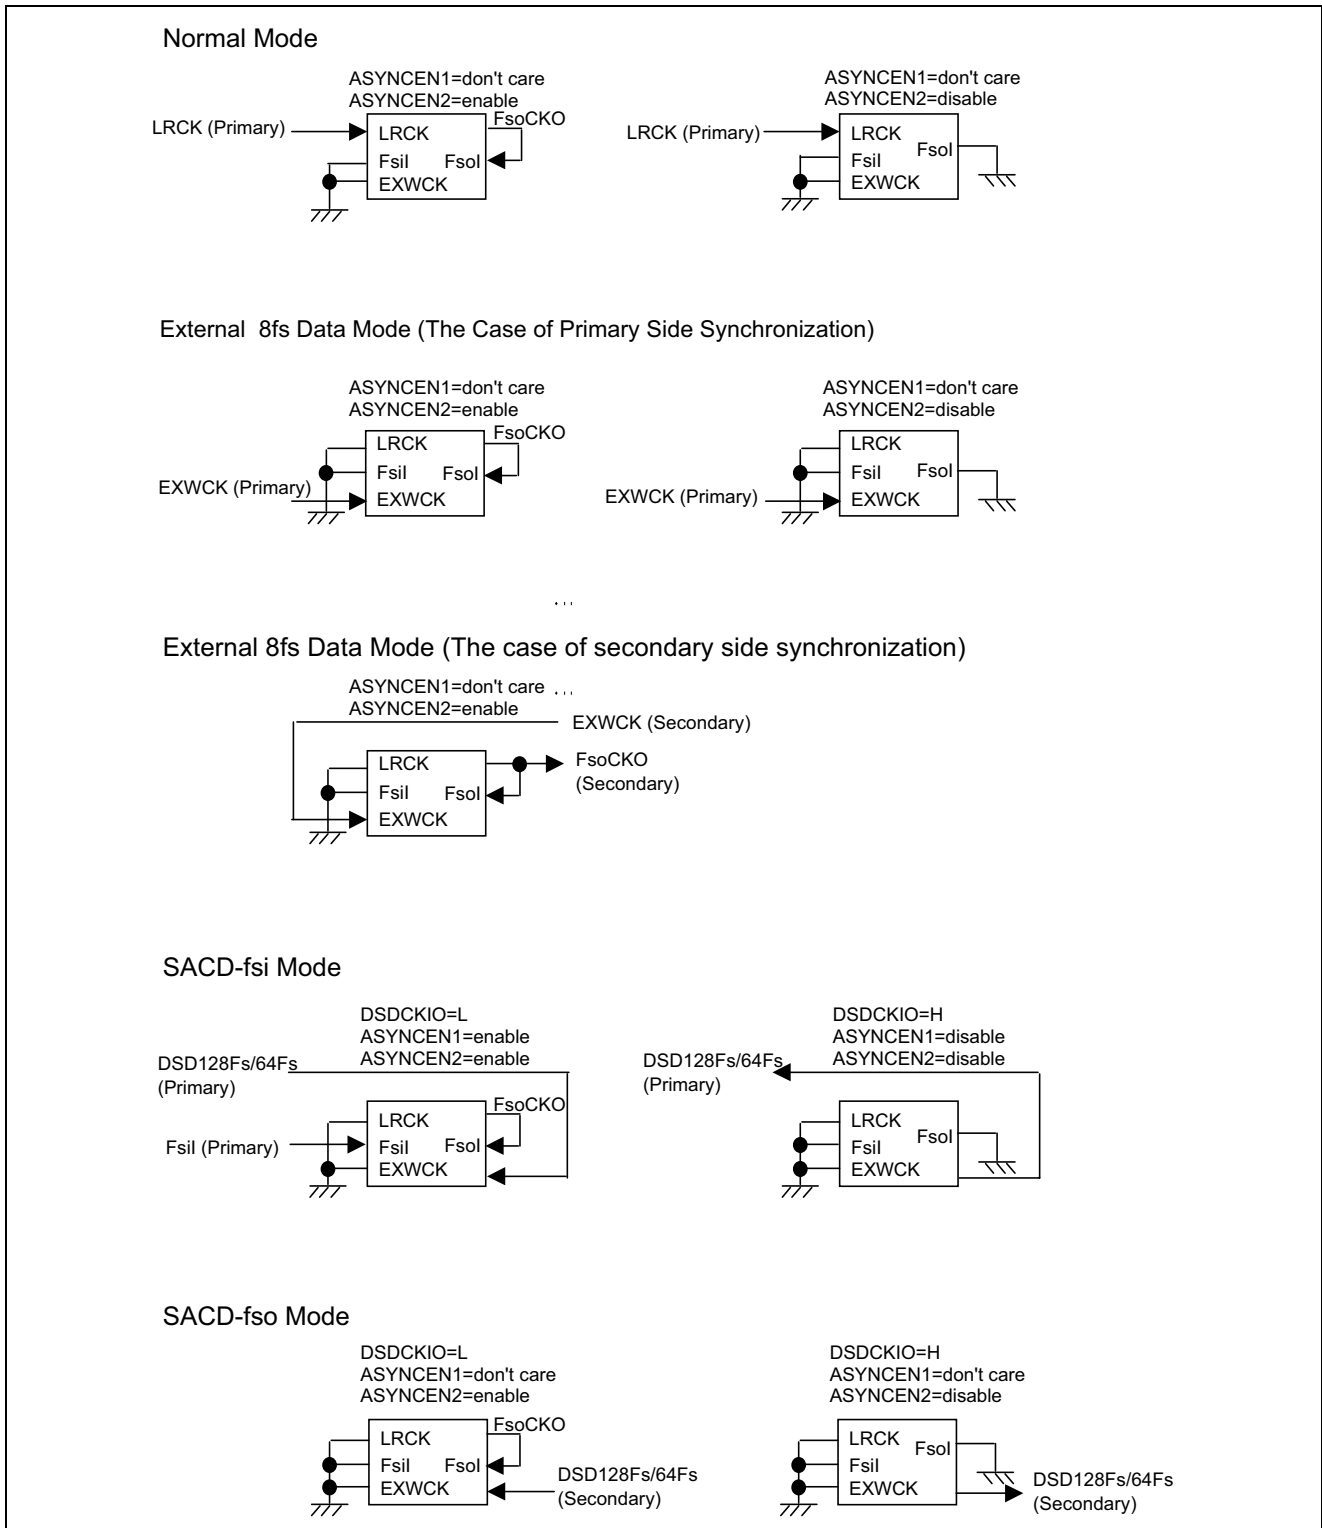 Normal Mode
ASYNCEN1=don't care
ASYNCEN2=enable
LRCK (Primary)
FsoCKO
LRCK
FsiI
FsoI
EXWCK
ASYNCEN1=don't care
ASYNCEN2=disable
LRCK (Primary)
LRCK
FsiI
FsoI
EXWCK
External 8fs Data Mode (The Case of Primary Side Synchronization)
ASYNCEN1=don't care
ASYNCEN2=enable
FsoCKO
LRCK
FsiI
FsoI
EXWCK (Primary)
EXWCK
ASYNCEN1=don't care
ASYNCEN2=disable
LRCK
FsiI
FsoI
EXWCK (Primary)
EXWCK
External 8fs Data Mode (The case of secondary side synchronization)
ASYNCEN1=don't care
ASYNCEN2=enable
EXWCK (Secondary)
LRCK
FsiI
FsoI
EXWCK
FsoCKO
(Secondary)
SACD-fsi Mode
DSDCKIO=L
ASYNCEN1=enable
ASYNCEN2=enable
DSD128Fs/64Fs
(Primary)
FsoCKO
LRCK
FsiI (Primary)
FsiI
FsoI
EXWCK
DSDCKIO=H
ASYNCEN1=disable
ASYNCEN2=disable
DSD128Fs/64Fs
(Primary)
LRCK
FsiI
FsoI
EXWCK
SACD-fso Mode
DSDCKIO=L
ASYNCEN1=don't care
ASYNCEN2=enable
FsoCKO
LRCK
FsiI
FsoI
EXWCK
DSD128Fs/64Fs
(Secondary)
DSDCKIO=H
ASYNCEN1=don't care
ASYNCEN2=disable
LRCK
FsiI
FsoI
EXWCK
DSD128Fs/64Fs
(Secondary)